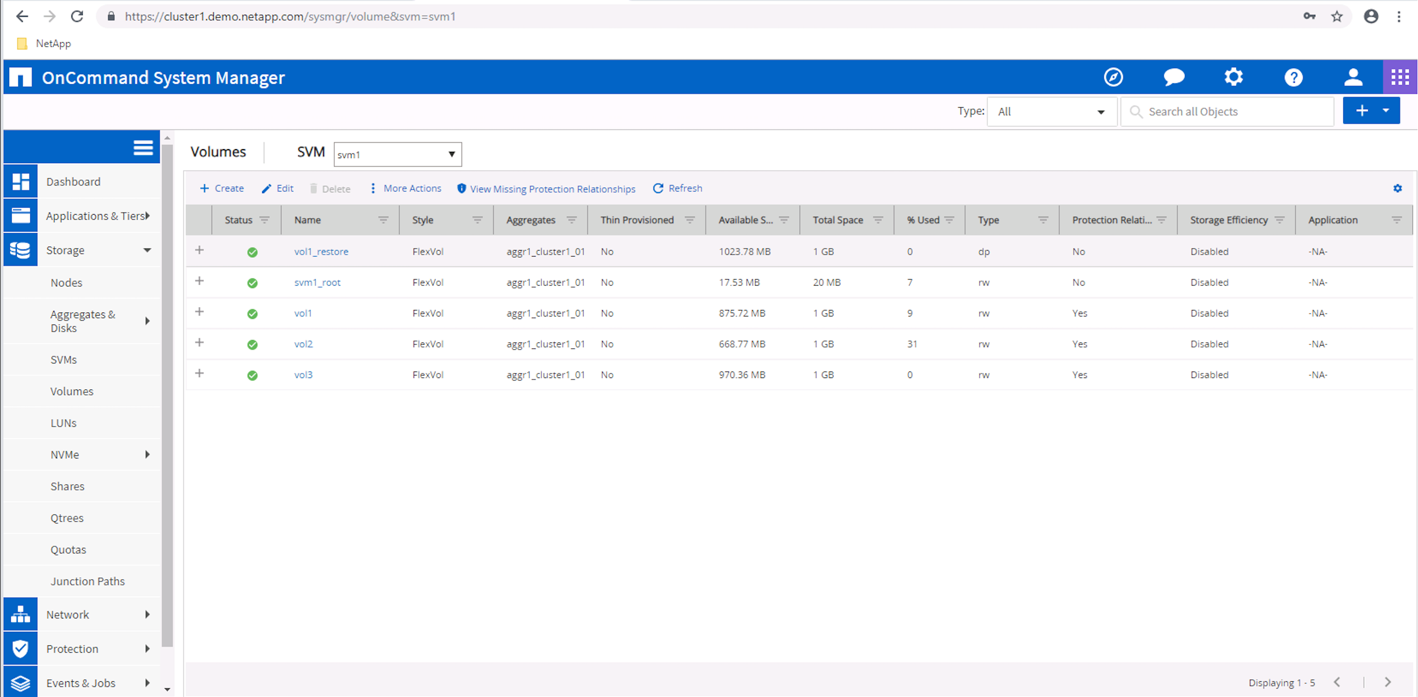 https://cluster1.demo.netapp.com/sysmgr/volume&svm=svm1
NetApp
OnCommand System Manager
Type: All Search all Objects
Volumes SVM svm1
Create Edit Delete More Actions View Missing Protection Relationships Refresh
Status Name Style Aggregates Thin Provisioned Available S... Total Space % Used Type Protection Relati... Storage Efficiency Application
vol1_restore FlexVol aggr1_cluster1_01 No 1023.78 MB 1 GB 0 dp No Disabled -NA-
svm1_root FlexVol aggr1_cluster1_01 No 17.53 MB 20 MB 7 rw No Disabled -NA-
vol1 FlexVol aggr1_cluster1_01 No 875.72 MB 1 GB 9 rw Yes Disabled -NA-
vol2 FlexVol aggr1_cluster1_01 No 668.77 MB 1 GB 31 rw Yes Disabled -NA-
vol3 FlexVol aggr1_cluster1_01 No 970.36 MB 1 GB 0 rw Yes Disabled -NA-
Dashboard
Applications & Tiers
Storage
Nodes
Aggregates &
Disks
SVMs
Volumes
LUNs
NVMe
Shares
Qtrees
Quotas
Junction Paths
Network
Protection
Events & Jobs
Displaying 1 - 5